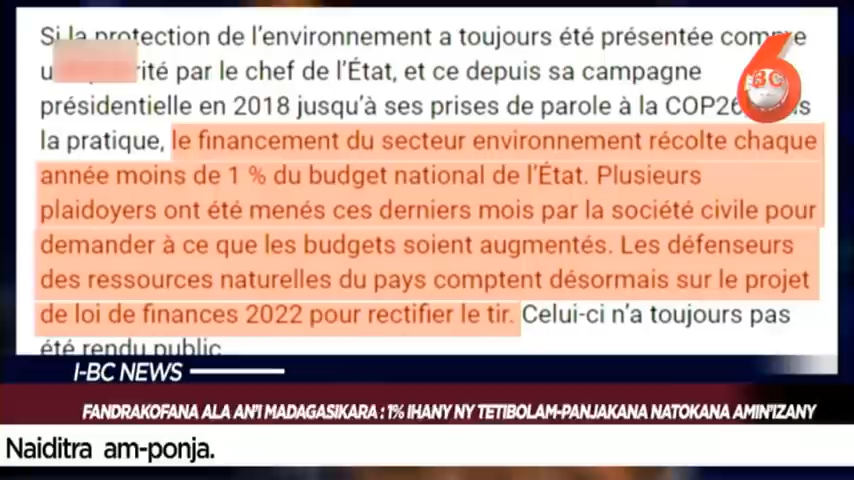 Si la protection de l'environnement a toujours été présentée comme
par le chef de l'État, et ce depuis sa campagne
présidentielle en 2018 jusqu'à ses prises de parole à la COP26,
la pratique, le financement du secteur environnement récolte chaque
année moins de 1 % du budget national de l'État. Plusieurs
plaidoyers ont été menés ces derniers mois par la société civile pour
demander à ce que les budgets soient augmentés. Les défenseurs
des ressources naturelles du pays comptent désormais sur le projet
de loi de finances 2022 pour rectifier le tir. Celui-ci n'a toujours pas
été rendu public
6
BC
I-BC NEWS
FANDRAKOFANA ALA AN'I MADAGASIKARA : 1% IHANY NY TETIBOLAM-PANJAKANA NATOKANA AMIN'IZANY
Naiditra am-ponja.